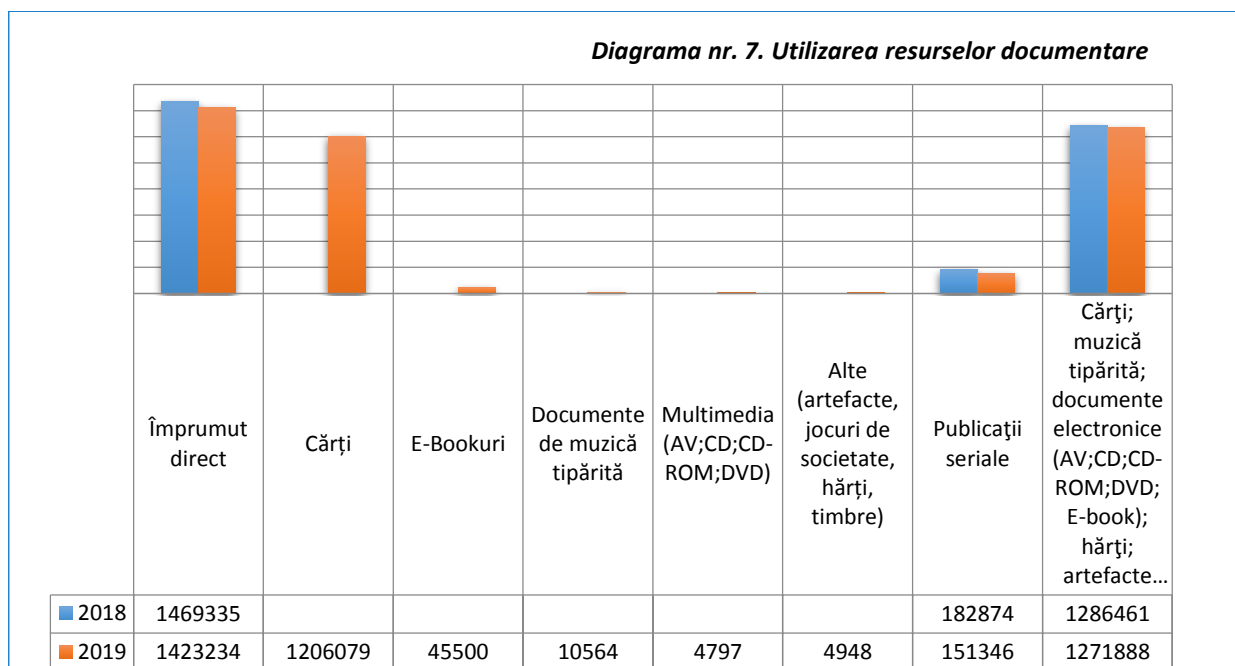 Diagrama nr. 7. Utilizarea resurselor documentare
Împrumut
direct
Cărți
E-Bookuri
Documente
de muzică
tipărită
Multimedia
(AV;CD;CD-
ROM;DVD)
Alte
(artefacte,
jocuri de
societate,
hărți,
timbre)
Publicaţii
seriale
Cărţi;
muzică
tipărită;
documente
electronice
(AV;CD;CD-
ROM;DVD;
E-book);
hărţi;
artefacte…
2018 1469335 182874 1286461
2019 1423234 1206079 45500 10564 4797 4948 151346 1271888